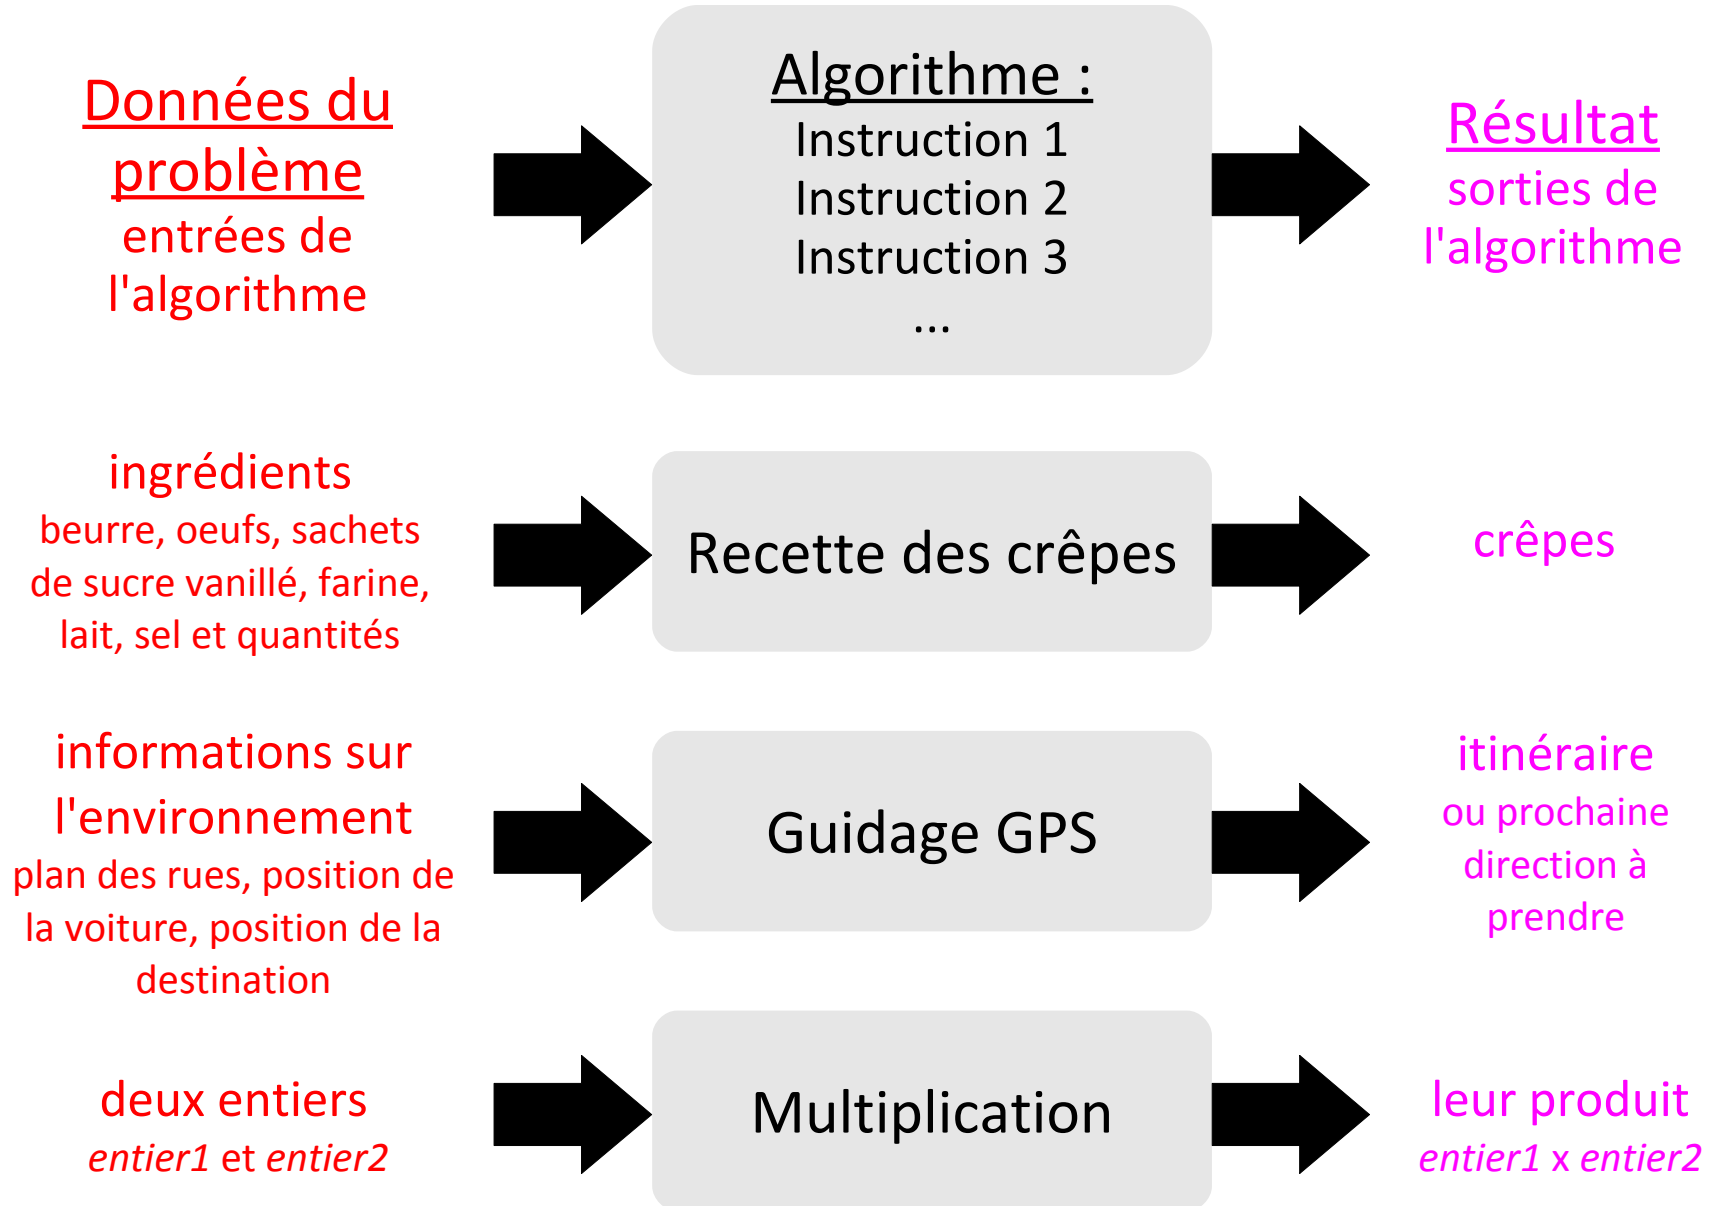 Données du
problème
entrées de
l'algorithme
Algorithme :
Instruction 1
Instruction 2
Instruction 3
...
Résultat
sorties de
l'algorithme
ingrédients
beurre, oeufs, sachets
de sucre vanillé, farine,
lait, sel et quantités
Recette des crêpes
crêpes
informations sur
l'environnement
plan des rues, position de
la voiture, position de la
destination
Guidage GPS
itinéraire
ou prochaine
direction à
prendre
deux entiers
entier1 et entier2
Multiplication
leur produit
entier1 x entier2